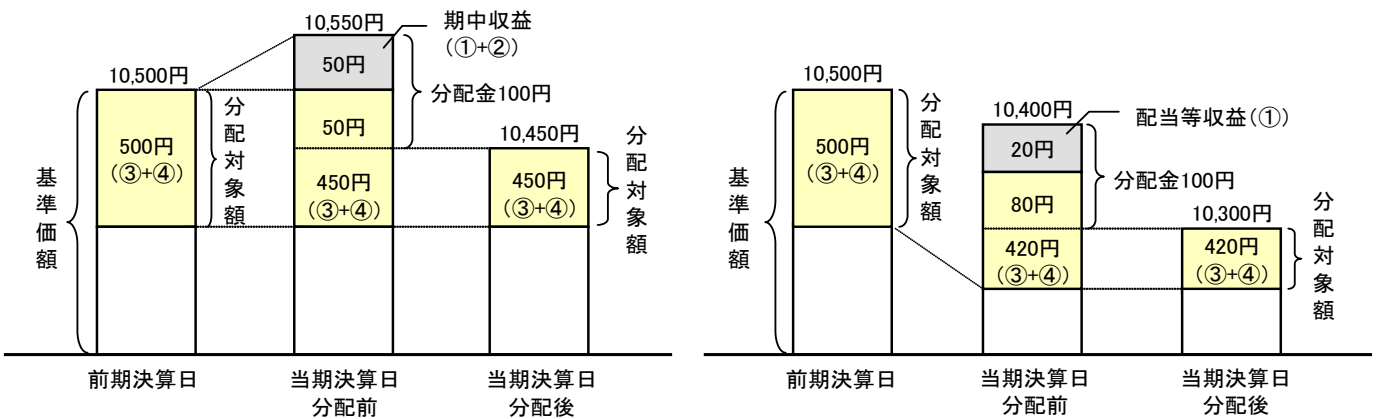 10,550円
期中収益
(①+②)
10,500円
50円
分配金100円
50円
10,450円
500円
(③+④)
分配対象額
450円
(③+④)
450円
(③+④)
分配対象額
基準価額
前期決算日
当期決算日
分配前
当期決算日
分配後
10,500円
10,400円
配当等収益(①)
20円
500円
(③+④)
分配対象額
分配金100円
80円
10,300円
420円
(③+④)
420円
(③+④)
分配対象額
基準価額
前期決算日
当期決算日
分配前
当期決算日
分配後